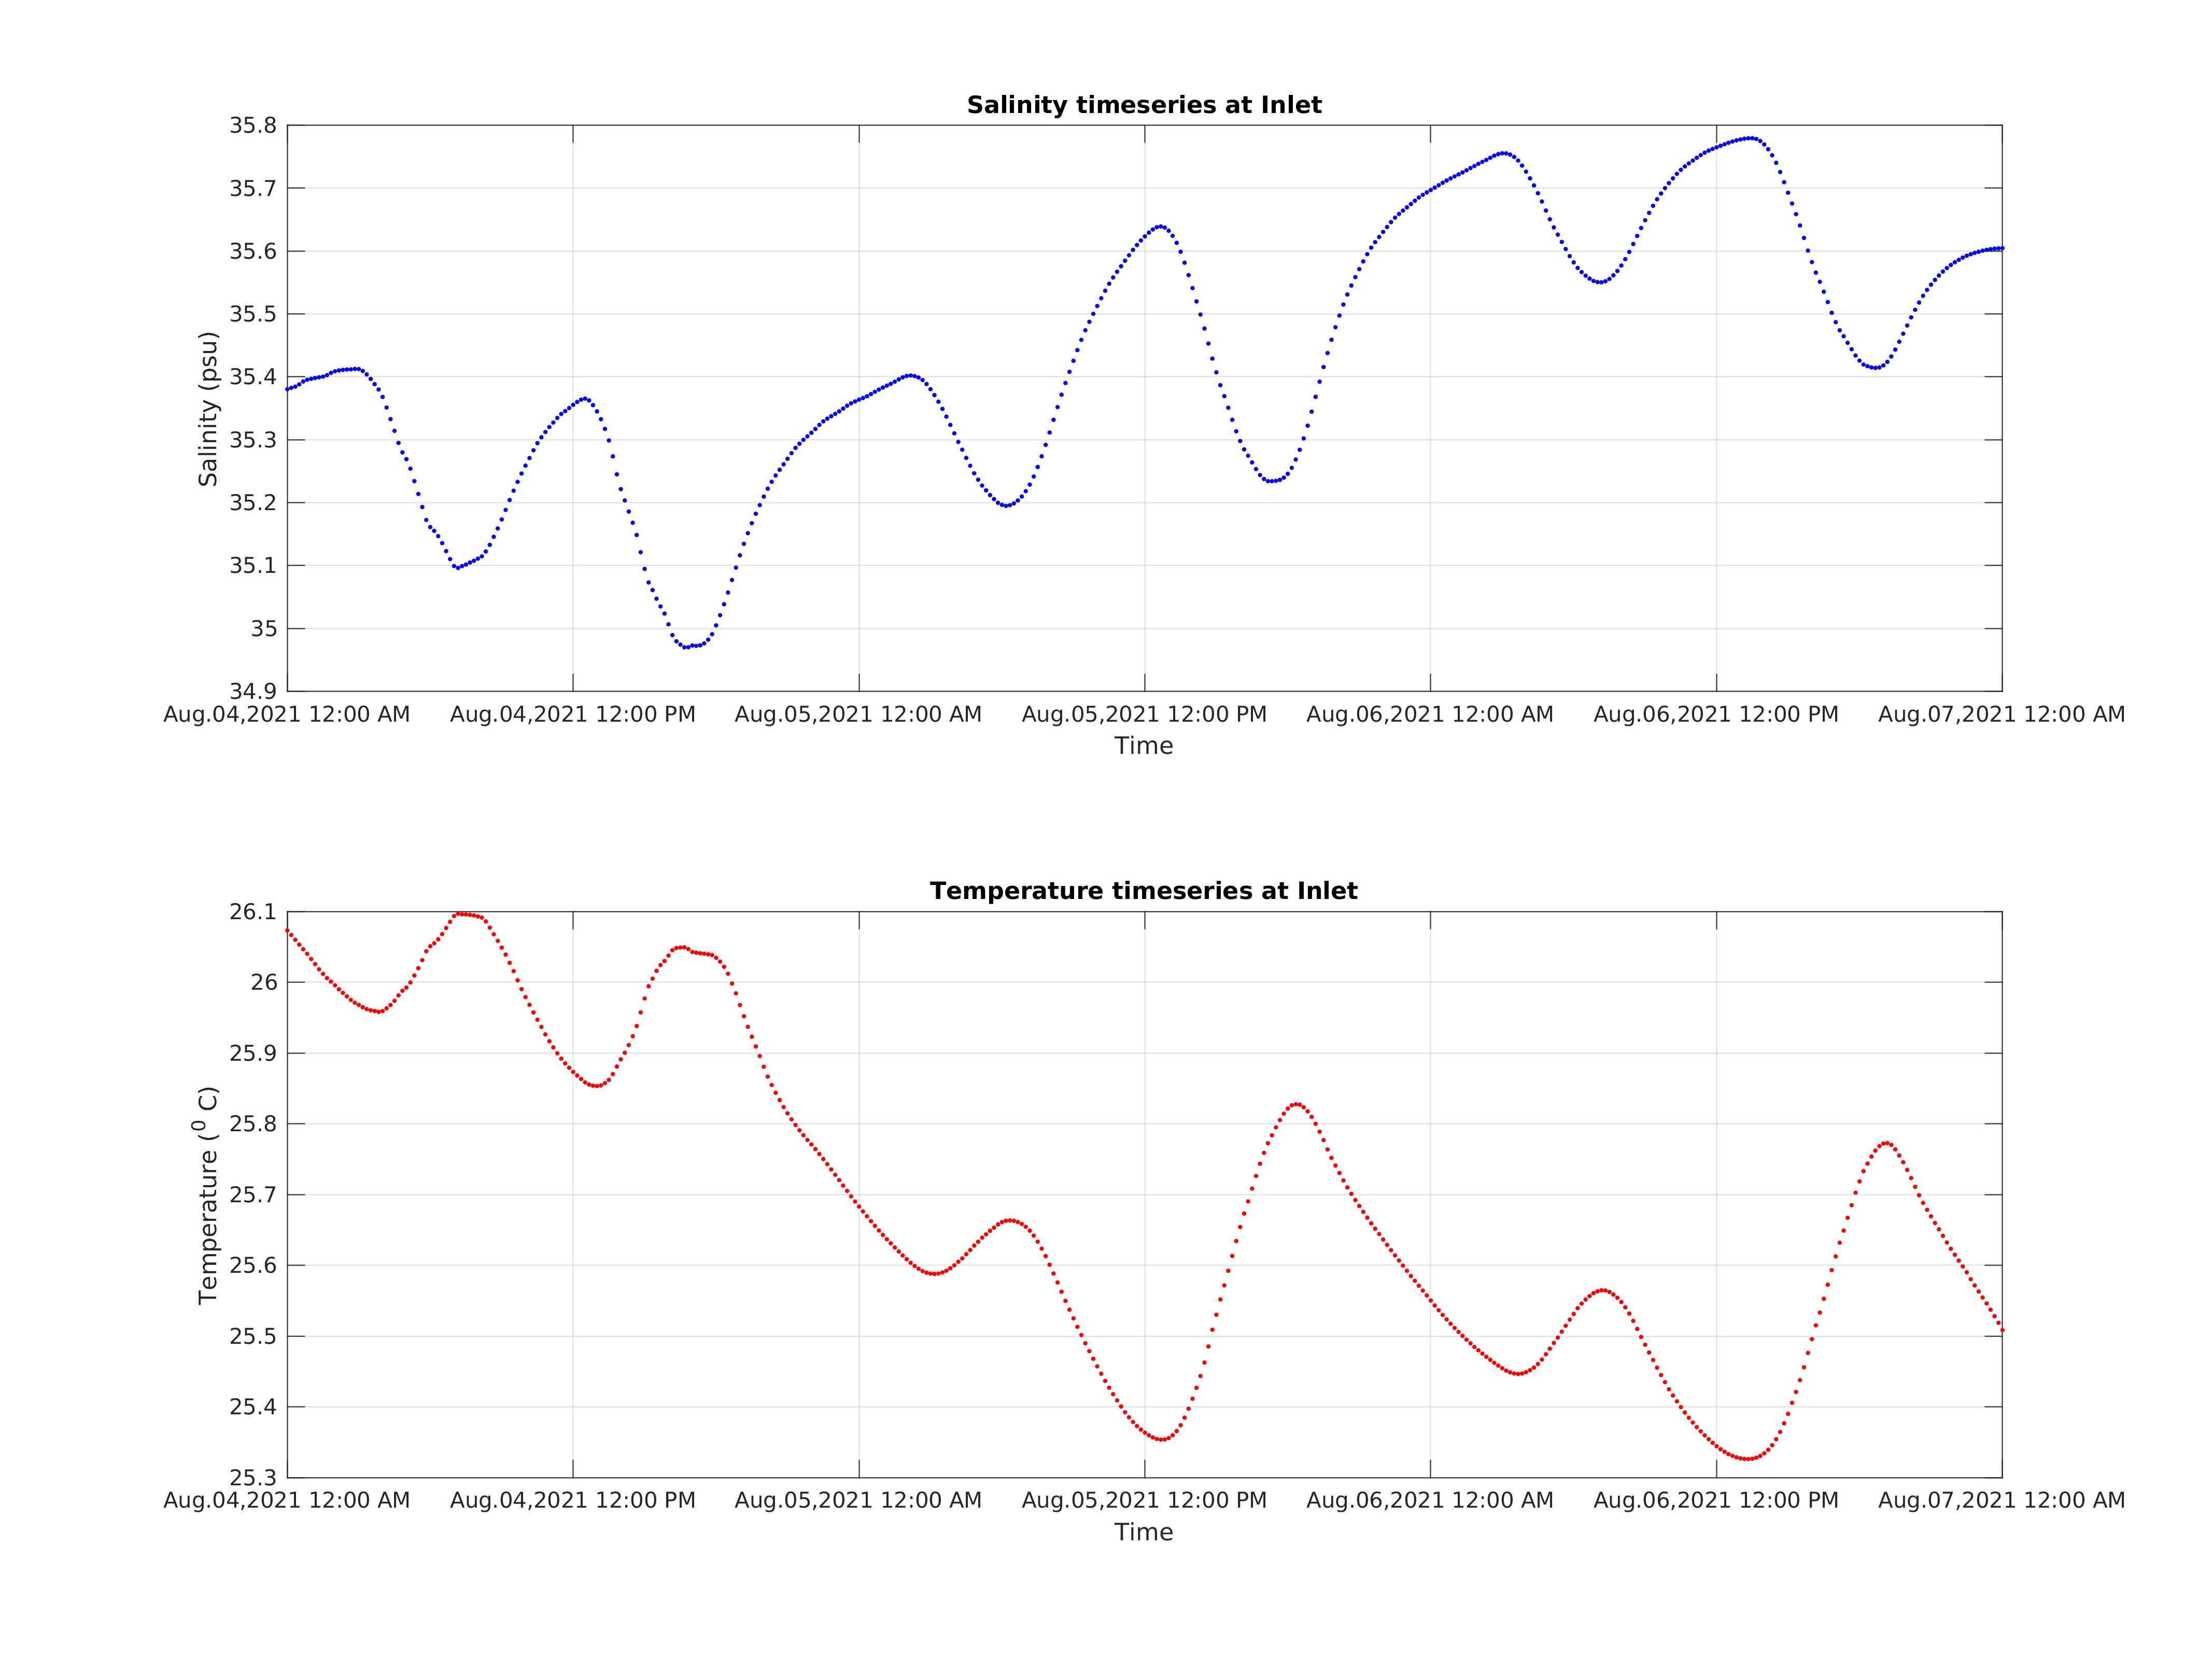 Salinity timeseries at Inlet
35.8
35.7
35.6
35.5
35.4
35.3
35.2
35.1
35
34.9
Salinity (psu)
Aug.04,2021 12:00 AM Aug.04,2021 12:00 PM Aug.05,2021 12:00 AM Aug.05,2021 12:00 PM Aug.06,2021 12:00 AM Aug.06,2021 12:00 PM Aug.07,2021 12:00 AM
Time
Temperature timeseries at Inlet
26.1
26
25.9
25.8
25.7
25.6
25.5
25.4
25.3
Temperature (⁰ C)
Aug.04,2021 12:00 AM Aug.04,2021 12:00 PM Aug.05,2021 12:00 AM Aug.05,2021 12:00 PM Aug.06,2021 12:00 AM Aug.06,2021 12:00 PM Aug.07,2021 12:00 AM
Time